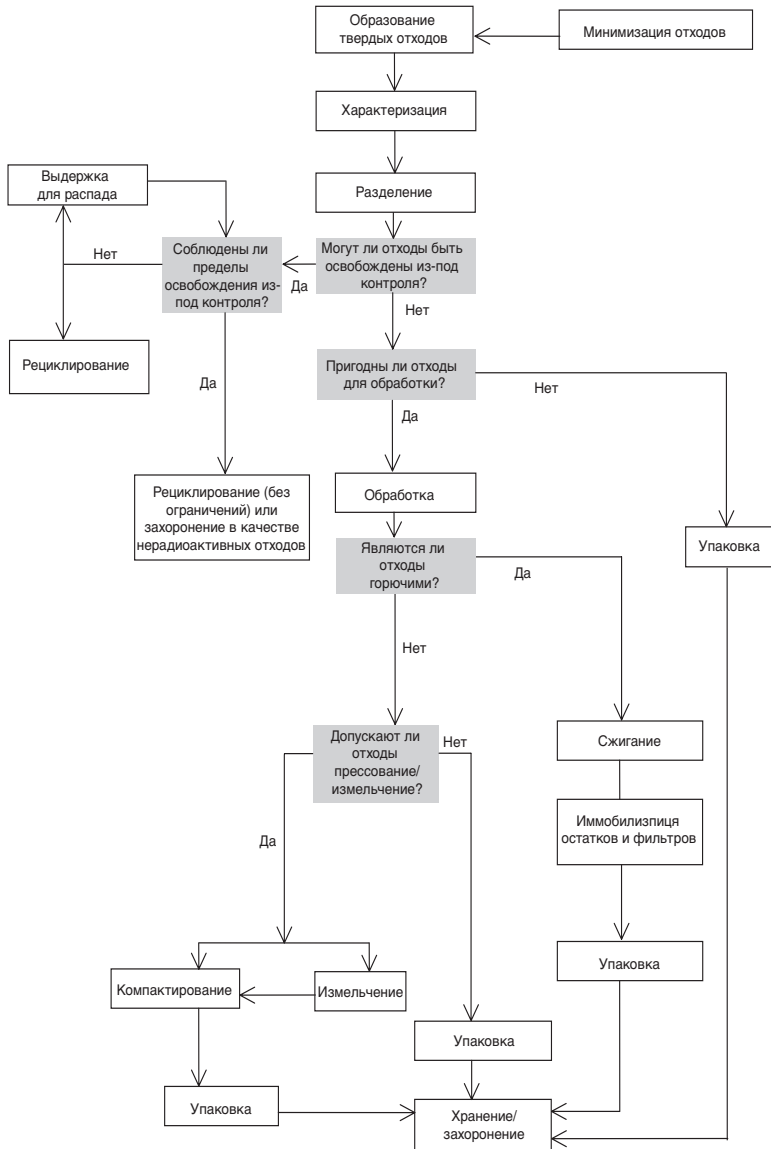 Образование
твердых отходов
Минимизация отходов
Характеризация
Выдержка
для распада
Разделение
Нет
Соблюдены ли
пределы
освобождения из-
под контроля?
Да
Могут ли отходы быть
освобождены из-под
контроля?
Нет
Рециклирование
Да
Пригодны ли отходы
для обработки?
Нет
Да
Рециклирование (без
ограничений) или
захоронение в качестве
нерадиоактивных отходов
Обработка
Являются ли
отходы
горючими?
Да
Упаковка
Нет
Допускают ли
отходы
прессование/
измельчение?
Нет
Сжигание
Да
Иммобилизпиця
остатков и фильтров
Упаковка
Компактирование
Измельчение
Упаковка
Упаковка
Хранение/
захоронение